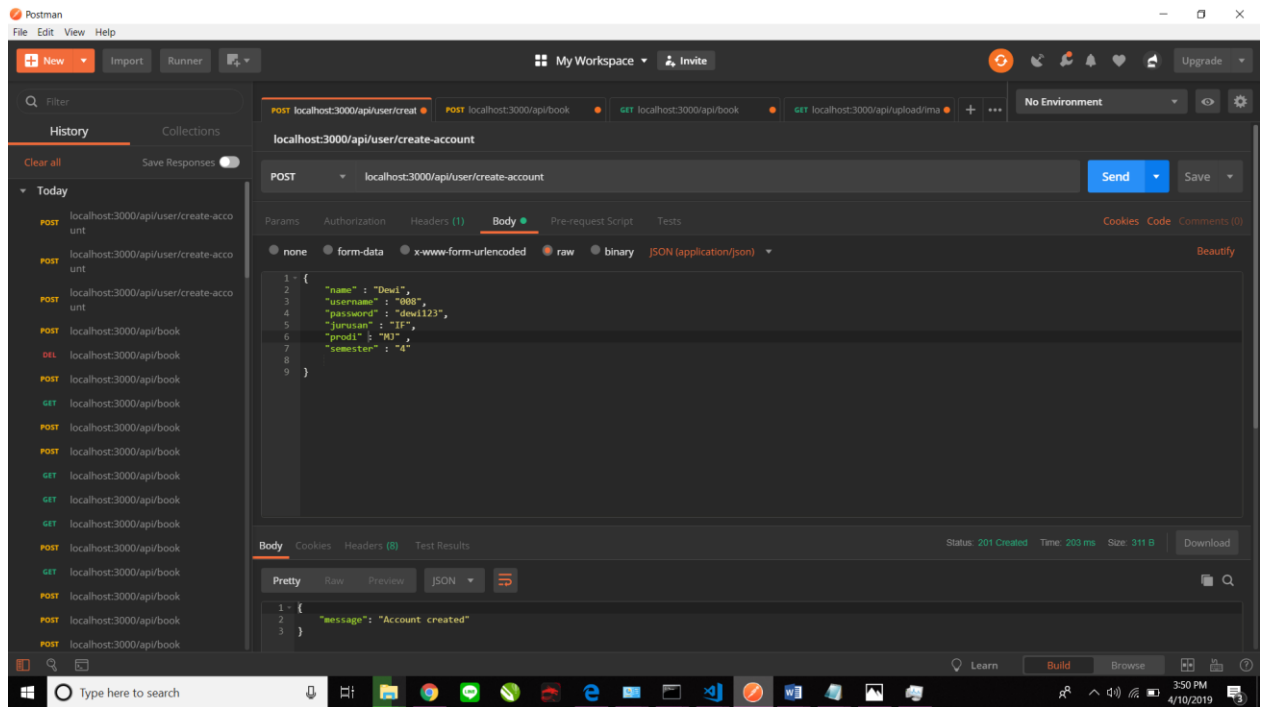 Postman
File Edit View Help
New Import Runner My Workspace Invite Upgrade
Filter
History Collections
Clear all Save Responses
Today
POST localhost:3000/api/user/create-acco
unt
POST localhost:3000/api/user/create-acco
unt
POST localhost:3000/api/user/create-acco
unt
POST localhost:3000/api/book
DEL localhost:3000/api/book
POST localhost:3000/api/book
GET localhost:3000/api/book
POST localhost:3000/api/book
POST localhost:3000/api/book
GET localhost:3000/api/book
GET localhost:3000/api/book
GET localhost:3000/api/book
POST localhost:3000/api/book
GET localhost:3000/api/book
POST localhost:3000/api/book
POST localhost:3000/api/book
POST localhost:3000/api/book
POST localhost:3000/api/user/creat POST localhost:3000/api/book GET localhost:3000/api/book GET localhost:3000/api/upload/ima + ••• No Environment
localhost:3000/api/user/create-account
POST localhost:3000/api/user/create-account Send Save
Params Authorization Headers (1) Body Pre-request Script Tests Cookies Code Comments (0)
none form-data x-www-form-urlencoded raw binary JSON (application/json) Beautify
1 {
2 "name" : "Dewi",
3 "username" : "008",
4 "password" : "dewi123",
5 "jurusan" : "IF",
6 "prodi" : "MJ" ,
7 "semester" : "4"
8
9 }
Body Cookies Headers (8) Test Results Status: 201 Created Time: 203 ms Size: 311 B Download
Pretty Raw Preview JSON
1 {
2 "message": "Account created"
3 }
Learn Build Browse
Type here to search
3:50 PM
4/10/2019
3